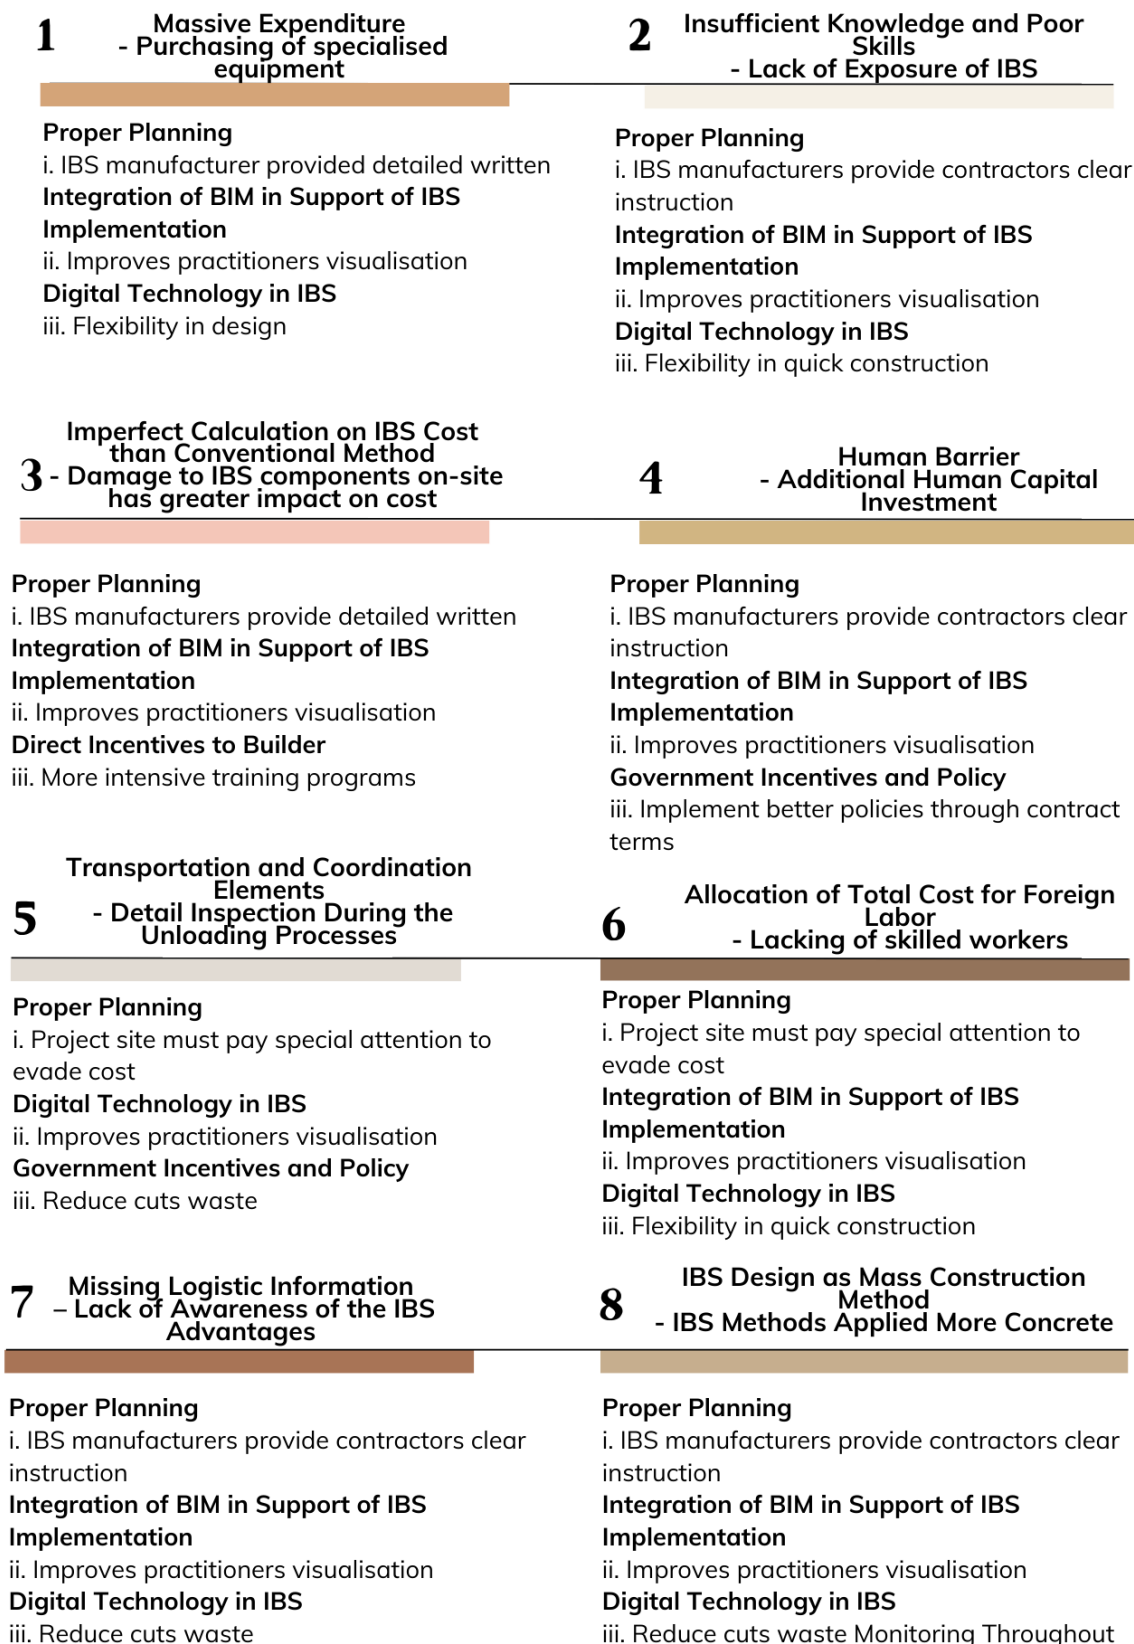 1
Massive Expenditure
- Purchasing of specialised
equipment
Proper Planning
i. IBS manufacturer provided detailed written
Integration of BIM in Support of IBS
Implementation
ii. Improves practitioners visualisation
Digital Technology in IBS
iii. Flexibility in design
2
Insufficient Knowledge and Poor
Skills
- Lack of Exposure of IBS
Proper Planning
i. IBS manufacturers provide contractors clear
instruction
Integration of BIM in Support of IBS
Implementation
ii. Improves practitioners visualisation
Digital Technology in IBS
iii. Flexibility in quick construction
3
Imperfect Calculation on IBS Cost
than Conventional Method
- Damage to IBS components on-site
has greater impact on cost
Proper Planning
i. IBS manufacturers provide detailed written
Integration of BIM in Support of IBS
Implementation
ii. Improves practitioners visualisation
Direct Incentives to Builder
iii. More intensive training programs
4
Human Barrier
- Additional Human Capital
Investment
Proper Planning
i. IBS manufacturers provide contractors clear
instruction
Integration of BIM in Support of IBS
Implementation
ii. Improves practitioners visualisation
Government Incentives and Policy
iii. Implement better policies through contract
terms
5
Transportation and Coordination
Elements
- Detail Inspection During the
Unloading Processes
Proper Planning
i. Project site must pay special attention to
evade cost
Digital Technology in IBS
ii. Improves practitioners visualisation
Government Incentives and Policy
iii. Reduce cuts waste
6
Allocation of Total Cost for Foreign
Labor
- Lacking of skilled workers
Proper Planning
i. Project site must pay special attention to
evade cost
Integration of BIM in Support of IBS
Implementation
ii. Improves practitioners visualisation
Digital Technology in IBS
iii. Flexibility in quick construction
7
Missing Logistic Information
– Lack of Awareness of the IBS
Advantages
Proper Planning
i. IBS manufacturers provide contractors clear
instruction
Integration of BIM in Support of IBS
Implementation
ii. Improves practitioners visualisation
Digital Technology in IBS
iii. Reduce cuts waste
8
IBS Design as Mass Construction
Method
- IBS Methods Applied More Concrete
Proper Planning
i. IBS manufacturers provide contractors clear
instruction
Integration of BIM in Support of IBS
Implementation
ii. Improves practitioners visualisation
Digital Technology in IBS
iii. Reduce cuts waste Monitoring Throughout